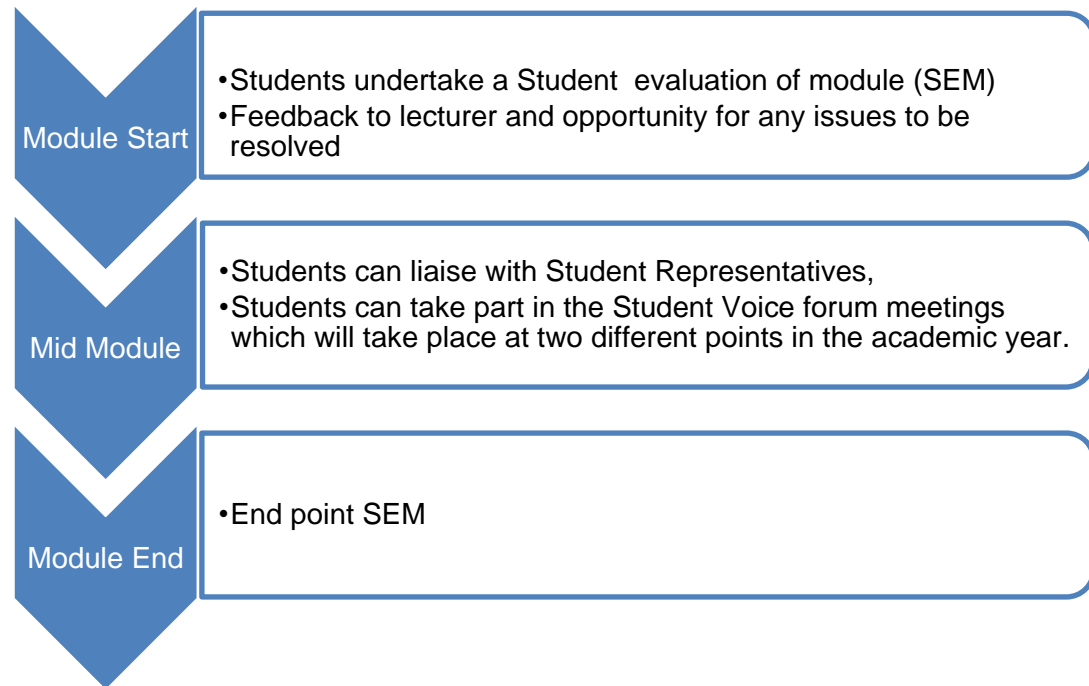 Module Start
•Students undertake a Student  evaluation of module (SEM)
•Feedback to lecturer and opportunity for any issues to be
resolved
Mid Module
•Students can liaise with Student Representatives,
•Students can take part in the Student Voice forum meetings
which will take place at two different points in the academic year.
Module End
•End point SEM